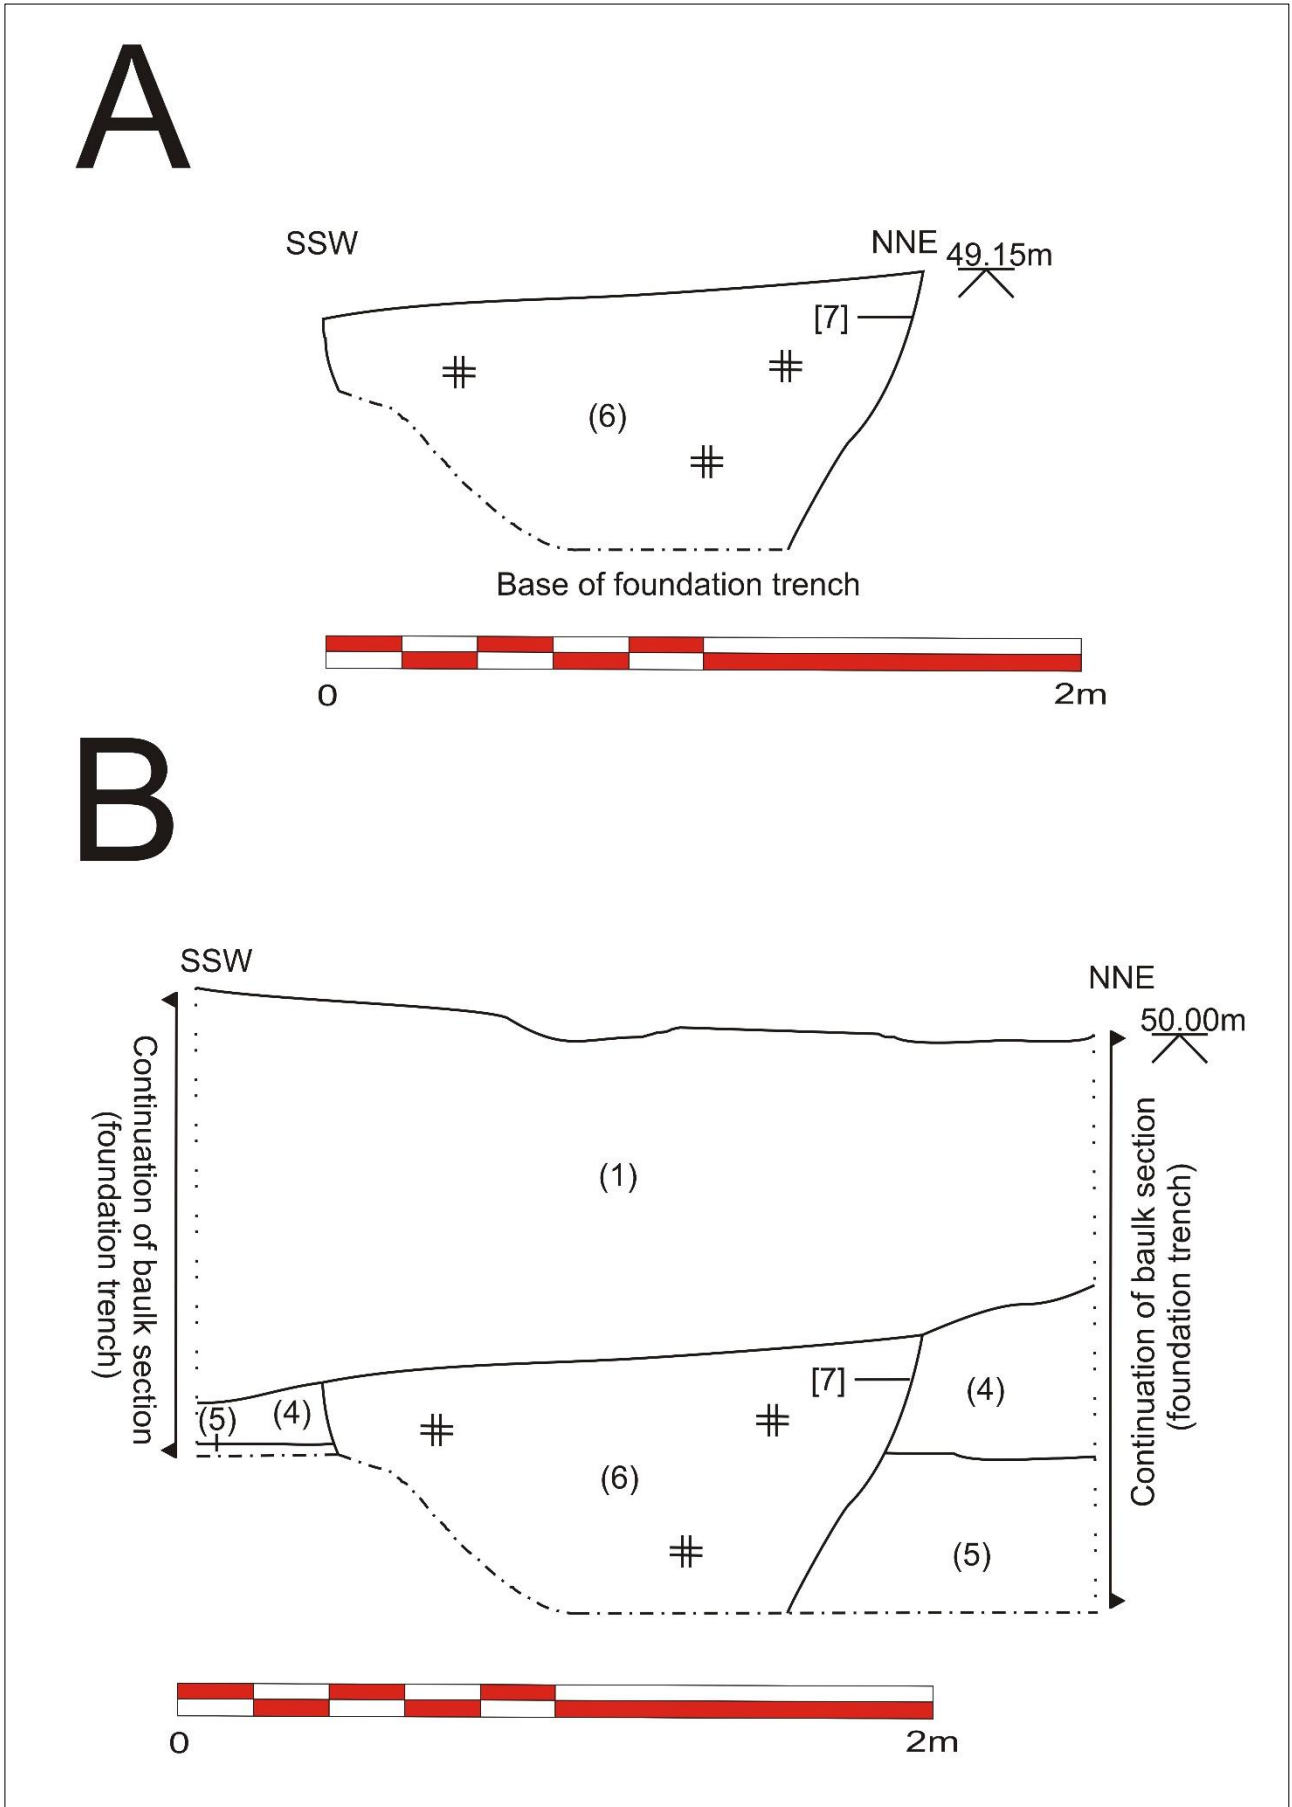 A
SSW
NNE
49.15m
[7]
(6)
Base of foundation trench
0
2m
B
SSW
NNE
50.00m
Continuation of baulk section
(foundation trench)
Continuation of baulk section
(foundation trench)
(1)
[7]
(4)
(5)
(4)
(6)
(5)
0
2m